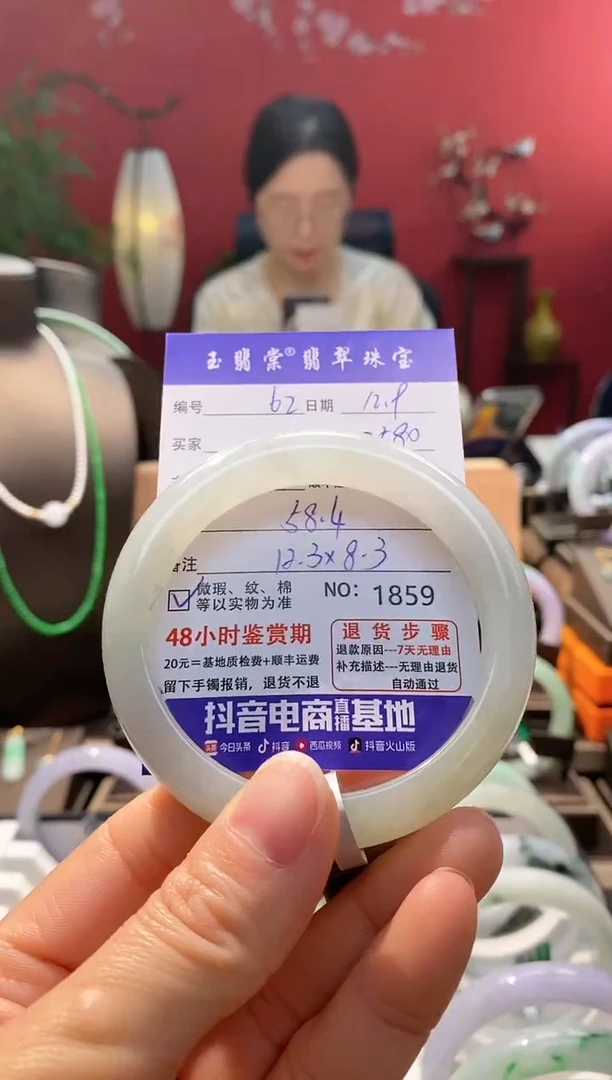 玉翡棠®翡翠珠宝
编号 62 日期 12.9
买家
58.4
备注 12.3×8.3
微瑕、纹、棉
等以实物为准
NO: 1859
48小时鉴赏期
20元=基地质检费+顺丰运费
留下手镯报销，退货不退
退货步骤
退款原因---7天无理由
补充描述---无理由退货
自动通过
抖音电商直播基地
头条 今日头条 抖音 西瓜视频 抖音火山版